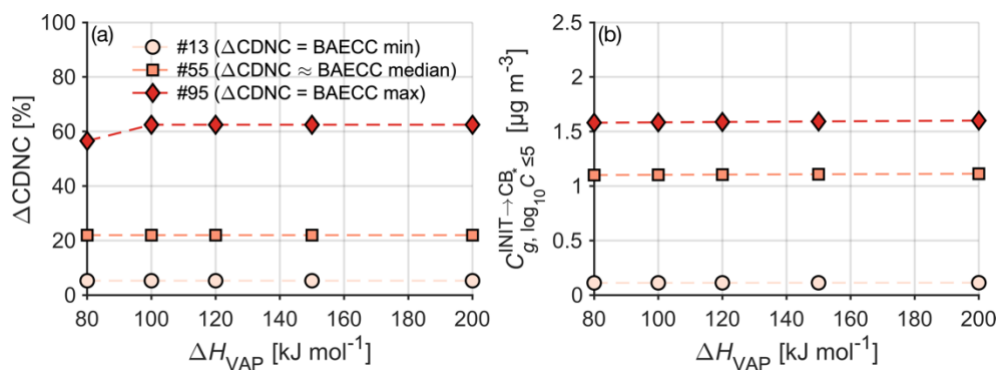 (a)
100
80
60
40
20
0
ΔCDNC [%]
#13 (ΔCDNC = BAECC min)
#55 (ΔCDNC ≈ BAECC median)
#95 (ΔCDNC = BAECC max)
80 100 120 140 160 180 200
ΔH_VAP [kJ mol⁻¹]
(b)
2.5
2
1.5
1
0.5
0
C^{INIT→CB}_{g, log₁₀ C* ≤5} [μg m⁻³]
80 100 120 140 160 180 200
ΔH_VAP [kJ mol⁻¹]